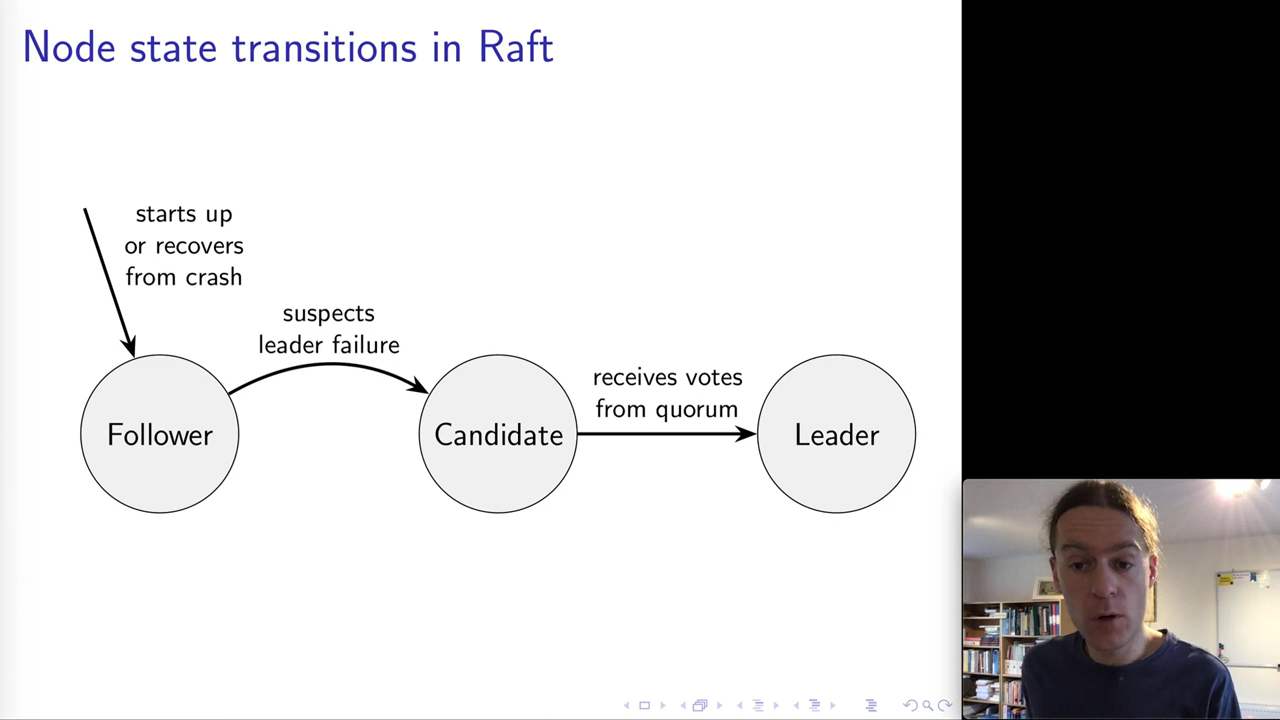 Node state transitions in Raft
starts up
or recovers
from crash
suspects
leader failure
receives votes
from quorum
Follower
Candidate
Leader